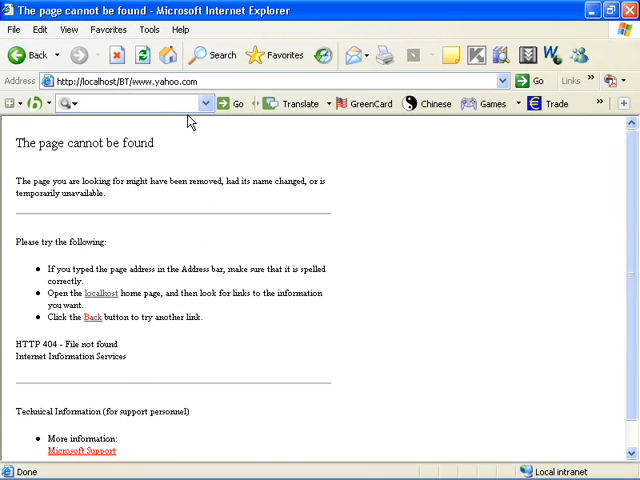 The page cannot be found - Microsoft Internet Explorer
File Edit View Favorites Tools Help
Back Search Favorites
Address http://localhost/BT/www.yahoo.com Go Links »
Go Translate GreenCard Chinese Games Trade »
The page cannot be found
The page you are looking for might have been removed, had its name changed, or is
temporarily unavailable.
Please try the following:
If you typed the page address in the Address bar, make sure that it is spelled
correctly.
Open the localhost home page, and then look for links to the information
you want.
Click the Back button to try another link.
HTTP 404 - File not found
Internet Information Services
Technical Information (for support personnel)
More information:
Microsoft Support
Done Local intranet